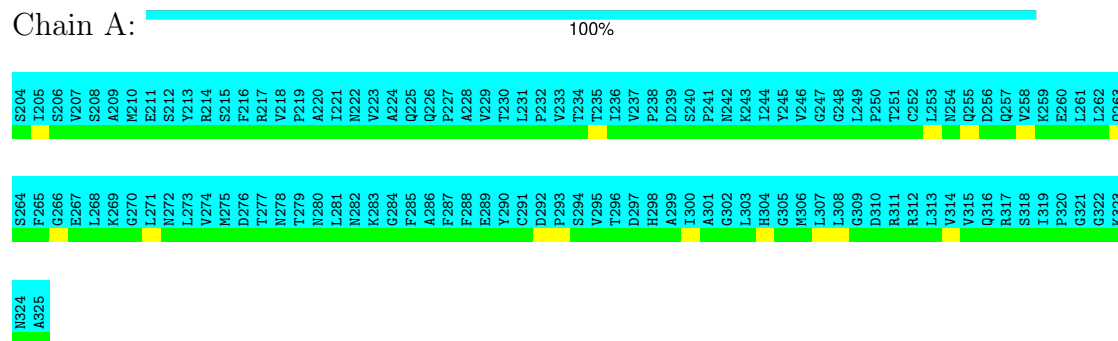 Chain A:
100%
S204 I205 S206 V207 S208 A209 M210 E211 S212 Y213 R214 S215 F216 R217 V218 P219 A220 I221 N222 V223 A224 Q225 Q226 P227 A228 V229 T230 L231 P232 V233 T234 T235 I236 V237 P238 D239 S240 P241 N242 K243 I244 Y245 V246 G247 G248 L249 P250 T251 C252 L253 N254 Q255 D256 Q257 V258 K259 E260 L261 L262
S264 F265 G266 E267 L268 K269 G270 L271 N272 L273 V274 M275 D276 T277 N278 T279 N280 L281 N282 K283 G284 F285 A286 F287 F288 E289 Y290 C291 D292 P293 S294 V295 T296 D297 H298 A299 I300 A301 G302 L303 H304 G305 M306 L307 L308 G309 D310 R311 R312 L313 V314 V315 Q316 R317 S318 I319 P320 G321 G322
N324 A325